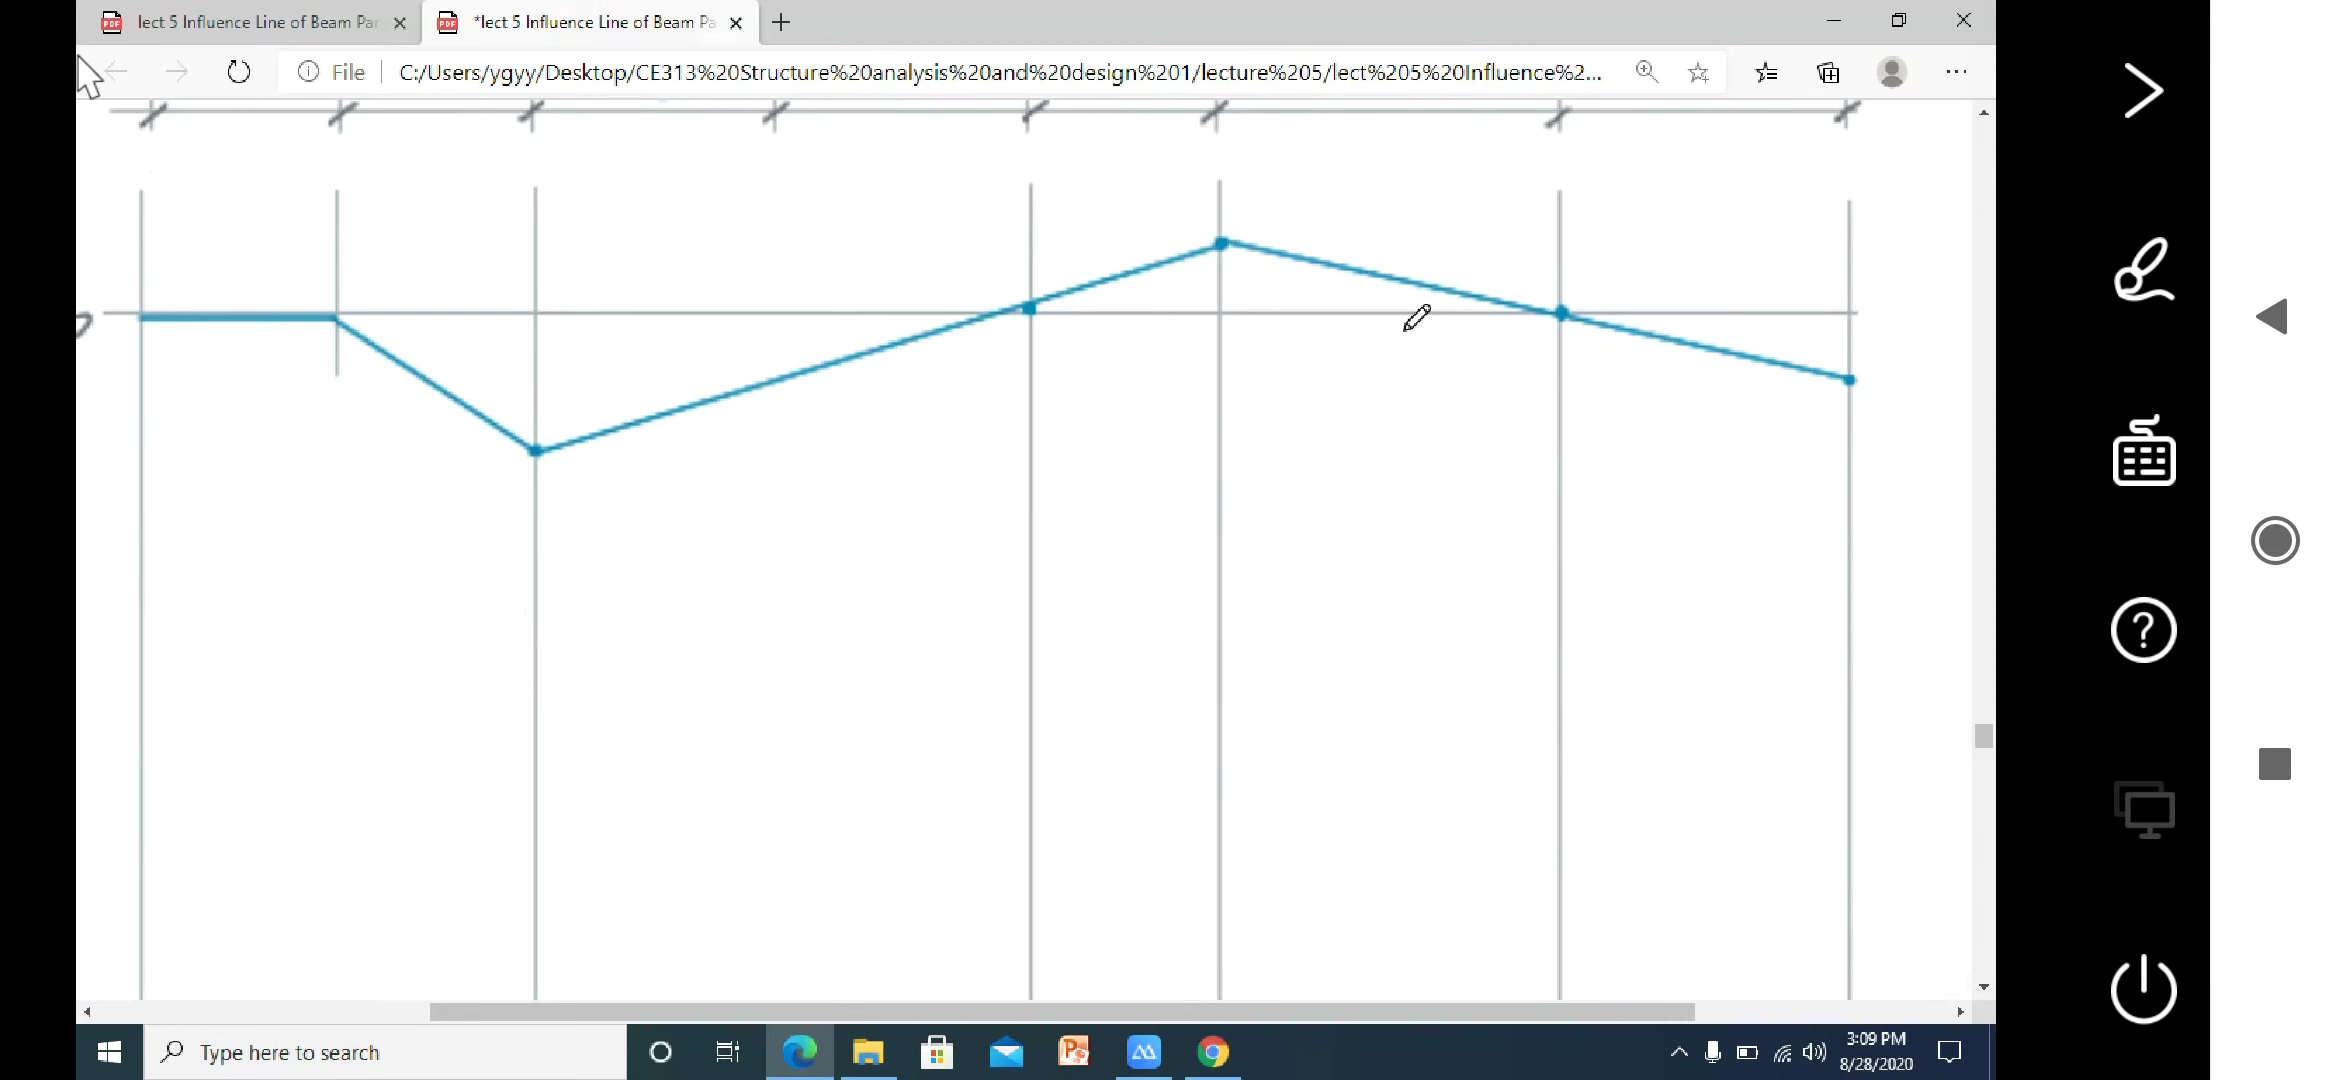 lect 5 Influence Line of Beam Par
*lect 5 Influence Line of Beam Pa
File
C:/Users/ygyy/Desktop/CE313%20Structure%20analysis%20and%20design%201/lecture%205/lect%205%20Influence%2...
Type here to search
3:09 PM
8/28/2020